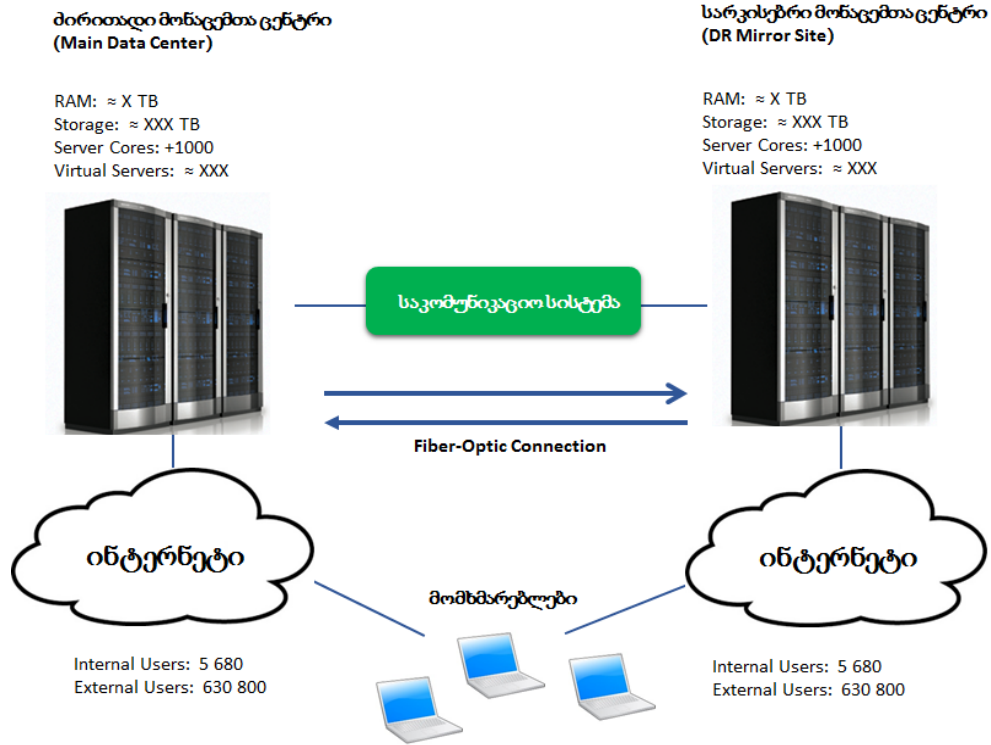 ძირითადი მონაცემთა ცენტრი
(Main Data Center)
RAM: ≈ X TB
Storage: ≈ XXX TB
Server Cores: +1000
Virtual Servers: ≈ XXX
სარკისებრი მონაცემთა ცენტრი
(DR Mirror Site)
RAM: ≈ X TB
Storage: ≈ XXX TB
Server Cores: +1000
Virtual Servers: ≈ XXX
საკომუნიკაციო სისტემა
Fiber-Optic Connection
ინტერნეტი
ინტერნეტი
მომხმარებლები
Internal Users: 5 680
External Users: 630 800
Internal Users: 5 680
External Users: 630 800